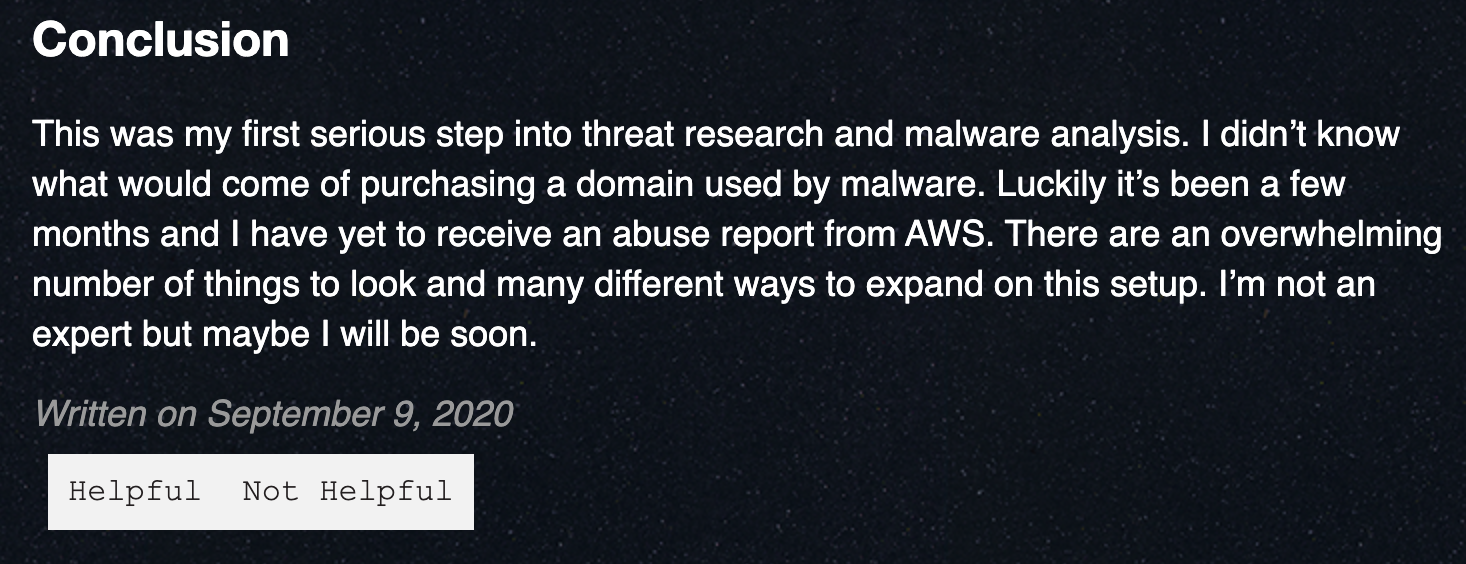 Conclusion
This was my first serious step into threat research and malware analysis. I didn’t know
what would come of purchasing a domain used by malware. Luckily it’s been a few
months and I have yet to receive an abuse report from AWS. There are an overwhelming
number of things to look and many different ways to expand on this setup. I’m not an
expert but maybe I will be soon.
Written on September 9, 2020
Helpful Not Helpful